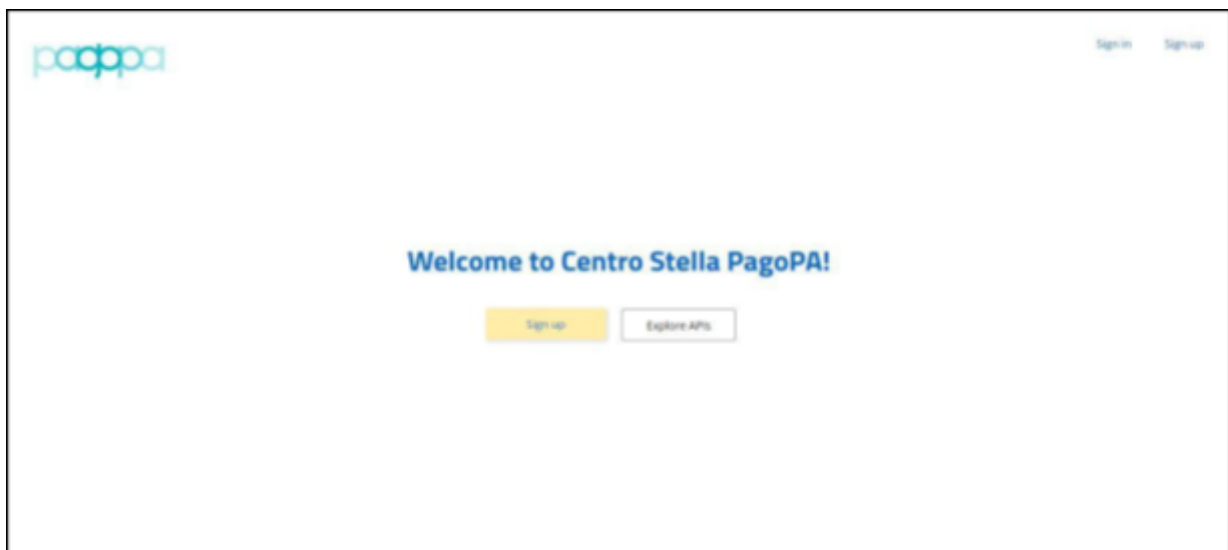 pagopa
Sign in
Sign up
Welcome to Centro Stella PagoPA!
Sign up
Explore APIs